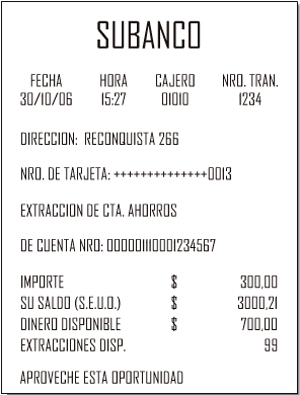 SUBANCO
FECHA HORA CAJERO NRO. TRAN.
30/10/06 15:27 01010 1234
DIRECCION: RECONQUISTA 266
NRO. DE TARJETA: ++++++++++++++0013
EXTRACCION DE CTA. AHORROS
DE CUENTA NRO: 000001110001234567
IMPORTE $ 300,00
SU SALDO (S.E.U.O.) $ 3000,21
DINERO DISPONIBLE $ 700,00
EXTRACCIONES DISP. 99
APROVECHE ESTA OPORTUNIDAD